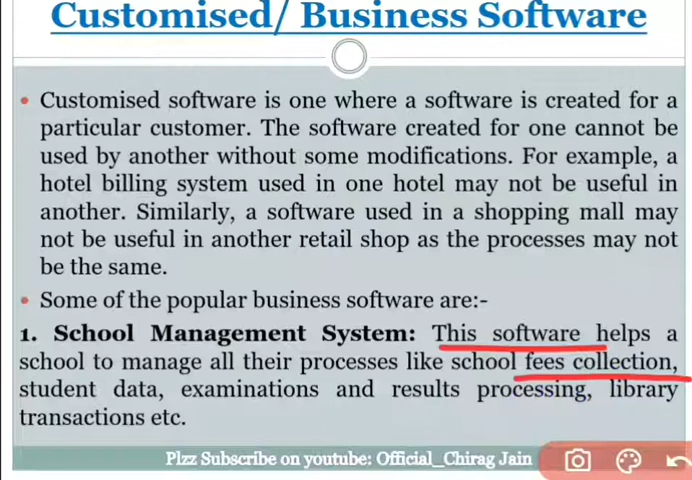 Customised/ Business Software
• Customised software is one where a software is created for a
particular customer. The software created for one cannot be
used by another without some modifications. For example, a
hotel billing system used in one hotel may not be useful in
another. Similarly, a software used in a shopping mall may
not be useful in another retail shop as the processes may not
be the same.
• Some of the popular business software are:-
1. School Management System: This software helps a
school to manage all their processes like school fees collection,
student data, examinations and results processing, library
transactions etc.
Plzz Subscribe on youtube: Official_Chirag Jain